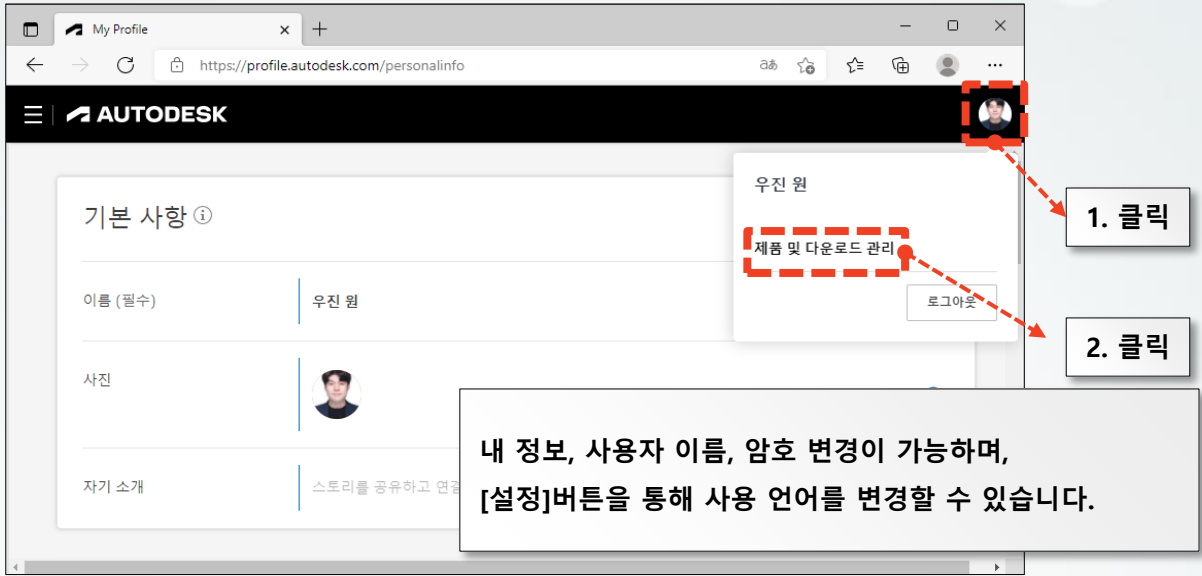 My Profile
https://profile.autodesk.com/personalinfo
AUTODESK
우진 원
기본 사항
제품 및 다운로드 관리
1. 클릭
이름 (필수)
우진 원
로그아웃
2. 클릭
사진
내 정보, 사용자 이름, 암호 변경이 가능하며,
[설정]버튼을 통해 사용 언어를 변경할 수 있습니다.
자기 소개
스토리를 공유하고